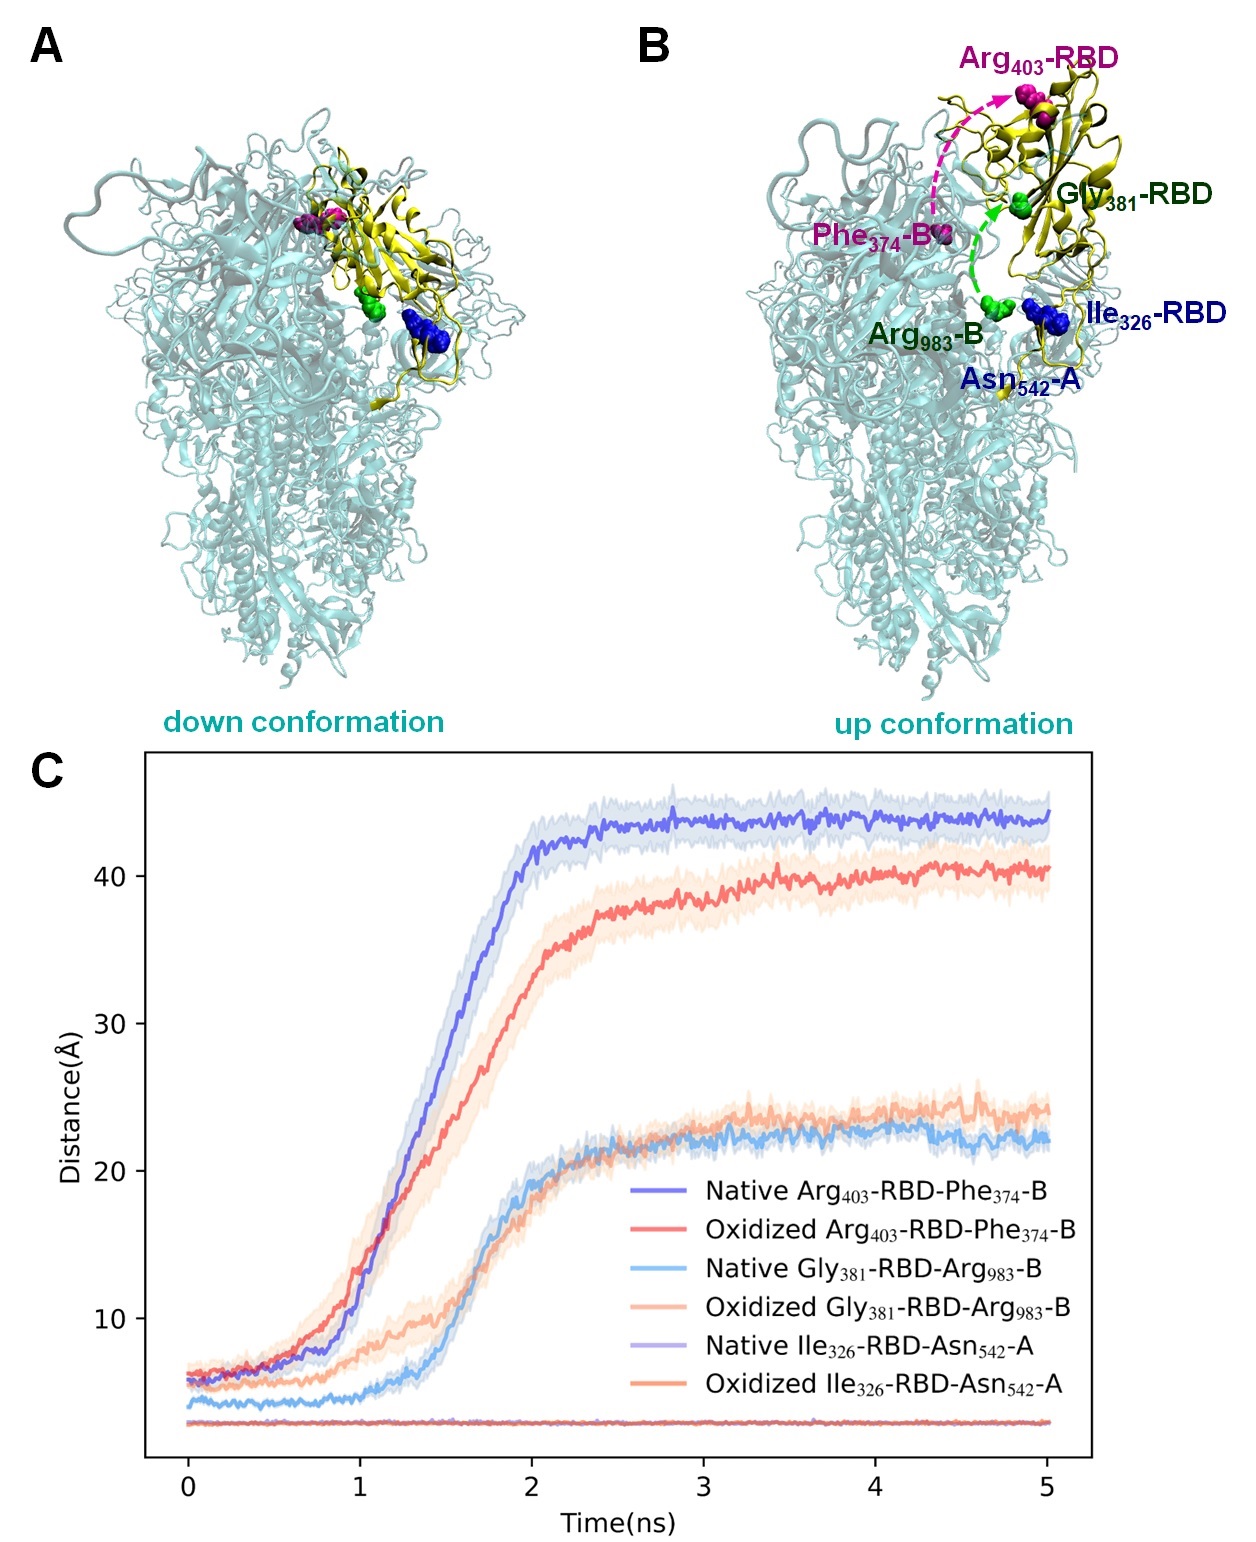 A
B
Arg₄₀₃-RBD
Gly₃₈₁-RBD
Phe₃₇₄-B
Ile₃₂₆-RBD
Arg₉₈₃-B
Asn₅₄₂-A
down conformation
up conformation
C
Distance(Å)
40
30
20
10
Native Arg₄₀₃-RBD-Phe₃₇₄-B
Oxidized Arg₄₀₃-RBD-Phe₃₇₄-B
Native Gly₃₈₁-RBD-Arg₉₈₃-B
Oxidized Gly₃₈₁-RBD-Arg₉₈₃-B
Native Ile₃₂₆-RBD-Asn₅₄₂-A
Oxidized Ile₃₂₆-RBD-Asn₅₄₂-A
0 1 2 3 4 5
Time(ns)